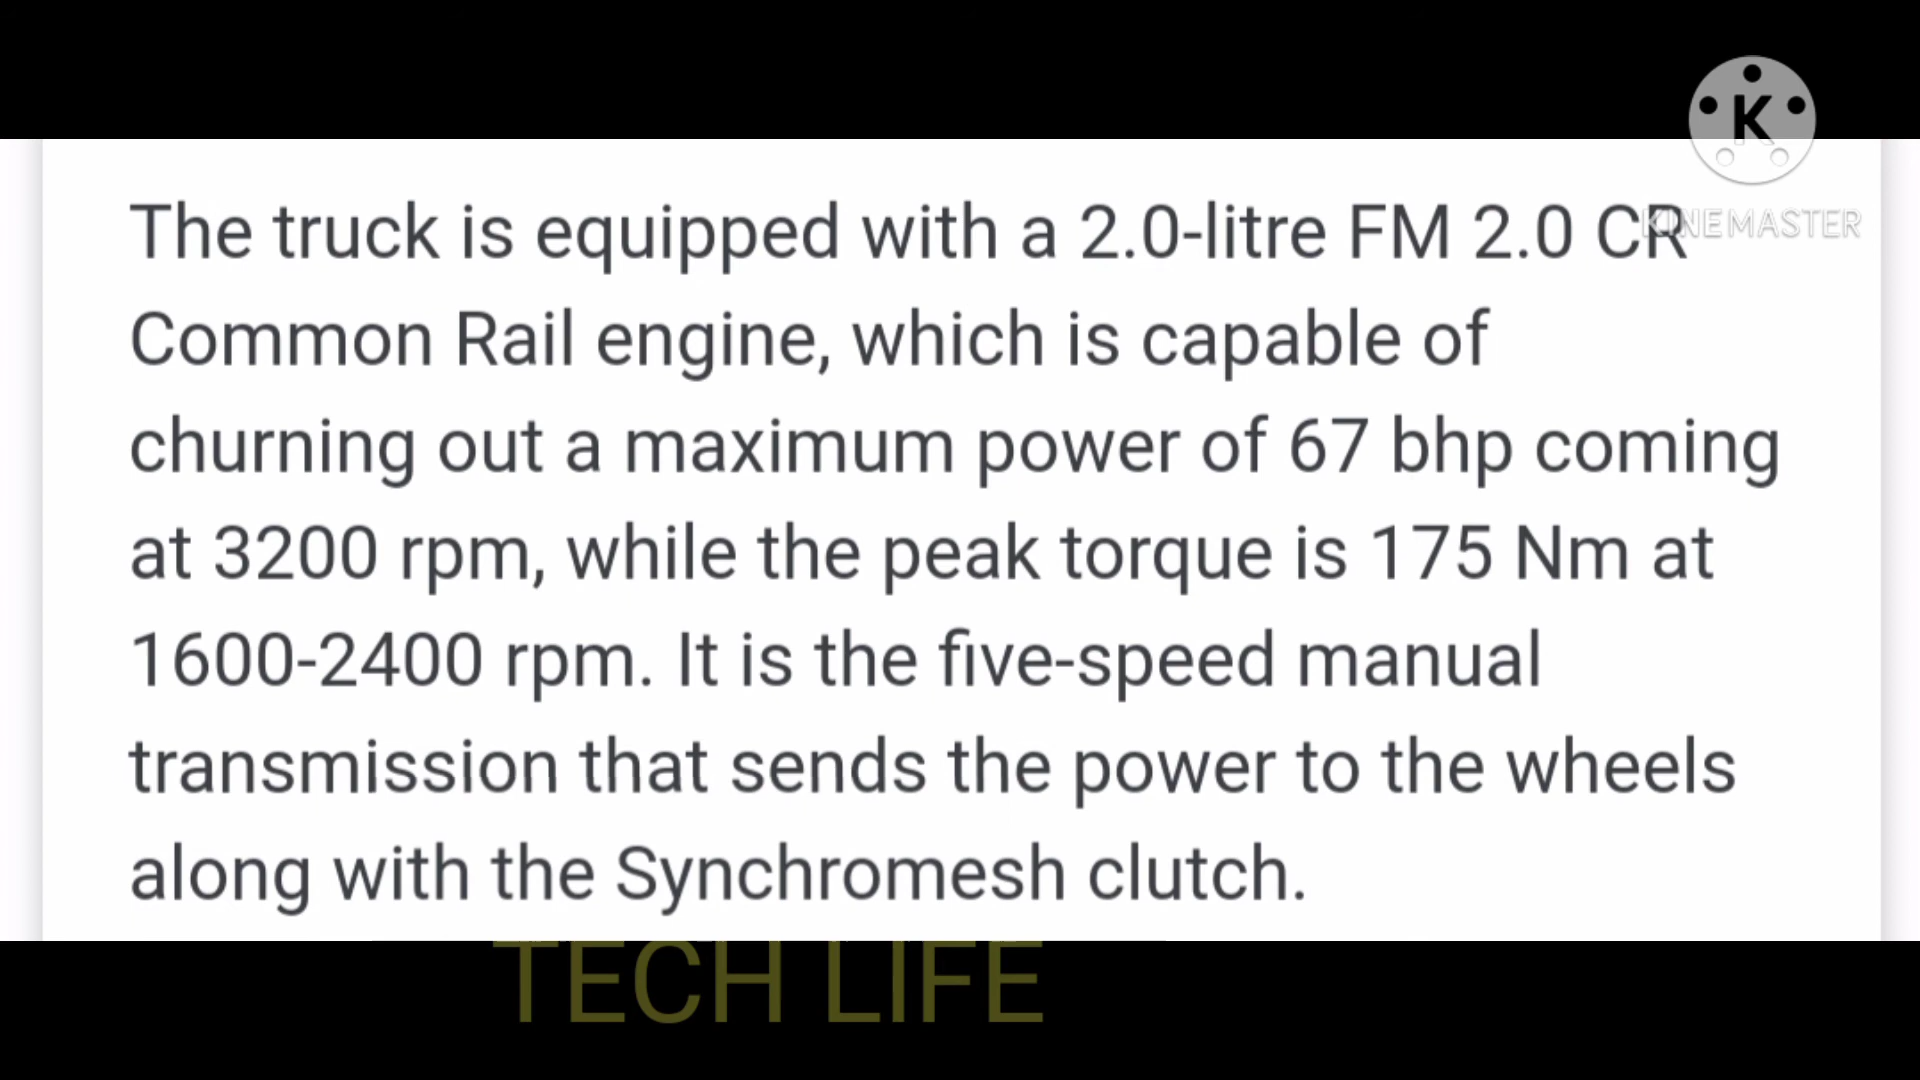 K
KINEMASTER
The truck is equipped with a 2.0-litre FM 2.0 CR
Common Rail engine, which is capable of
churning out a maximum power of 67 bhp coming
at 3200 rpm, while the peak torque is 175 Nm at
1600-2400 rpm. It is the five-speed manual
transmission that sends the power to the wheels
along with the Synchromesh clutch.
TECH LIFE